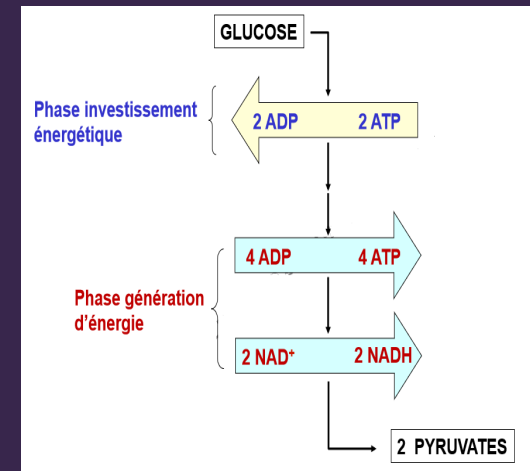 GLUCOSE
Phase investissement
énergétique
2 ADP 2 ATP
4 ADP 4 ATP
Phase génération
d'énergie
2 NAD⁺ 2 NADH
2 PYRUVATES